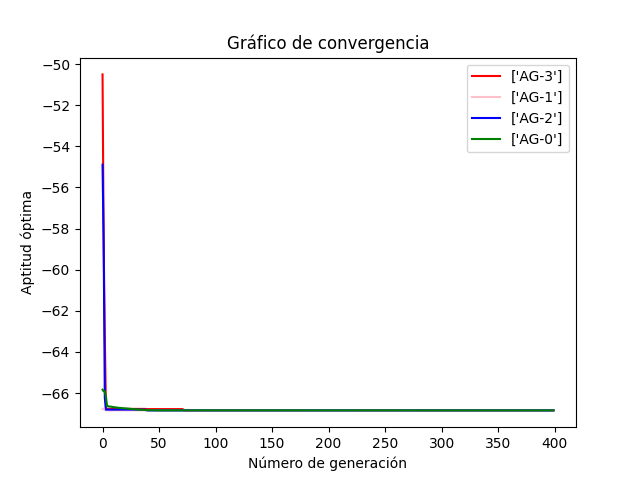 Gráfico de convergencia
['AG-3']
['AG-1']
['AG-2']
['AG-0']
Aptitud óptima
−50
−52
−54
−56
−58
−60
−62
−64
−66
0 50 100 150 200 250 300 350 400
Número de generación